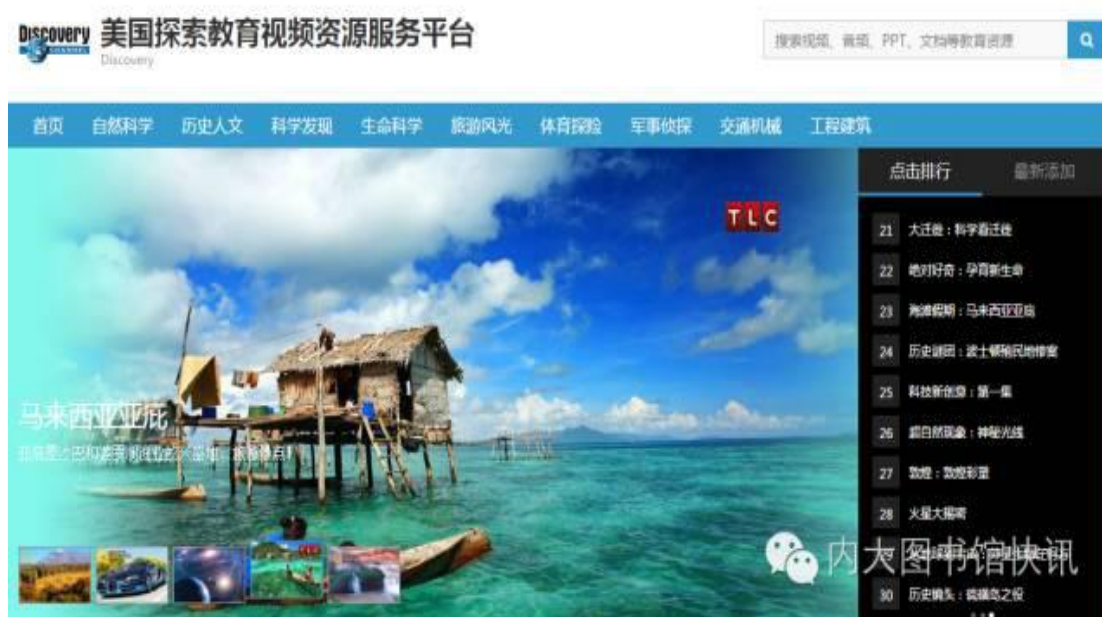 Discovery
CHANNEL
美国探索教育视频资源服务平台
Discovery
搜索视频、音频、PPT、文档等教育资源
首页 自然科学 历史人文 科学发现 生命科学 旅游风光 体育探险 军事侦探 交通机械 工程建筑
TLC
马来西亚亚庇
点击排行 最新添加
21 大迁徙:科学看迁徙
22 绝对好奇:孕育新生命
23 海滩假期:马来西亚亚庇
24 历史谜团:波士顿殖民地惨案
25 科技新创意:第一集
26 超自然现象:神秘光线
27 敦煌:敦煌彩塑
28 火星大揭密
30 历史镜头:硫磺岛之役
内大图书馆快讯